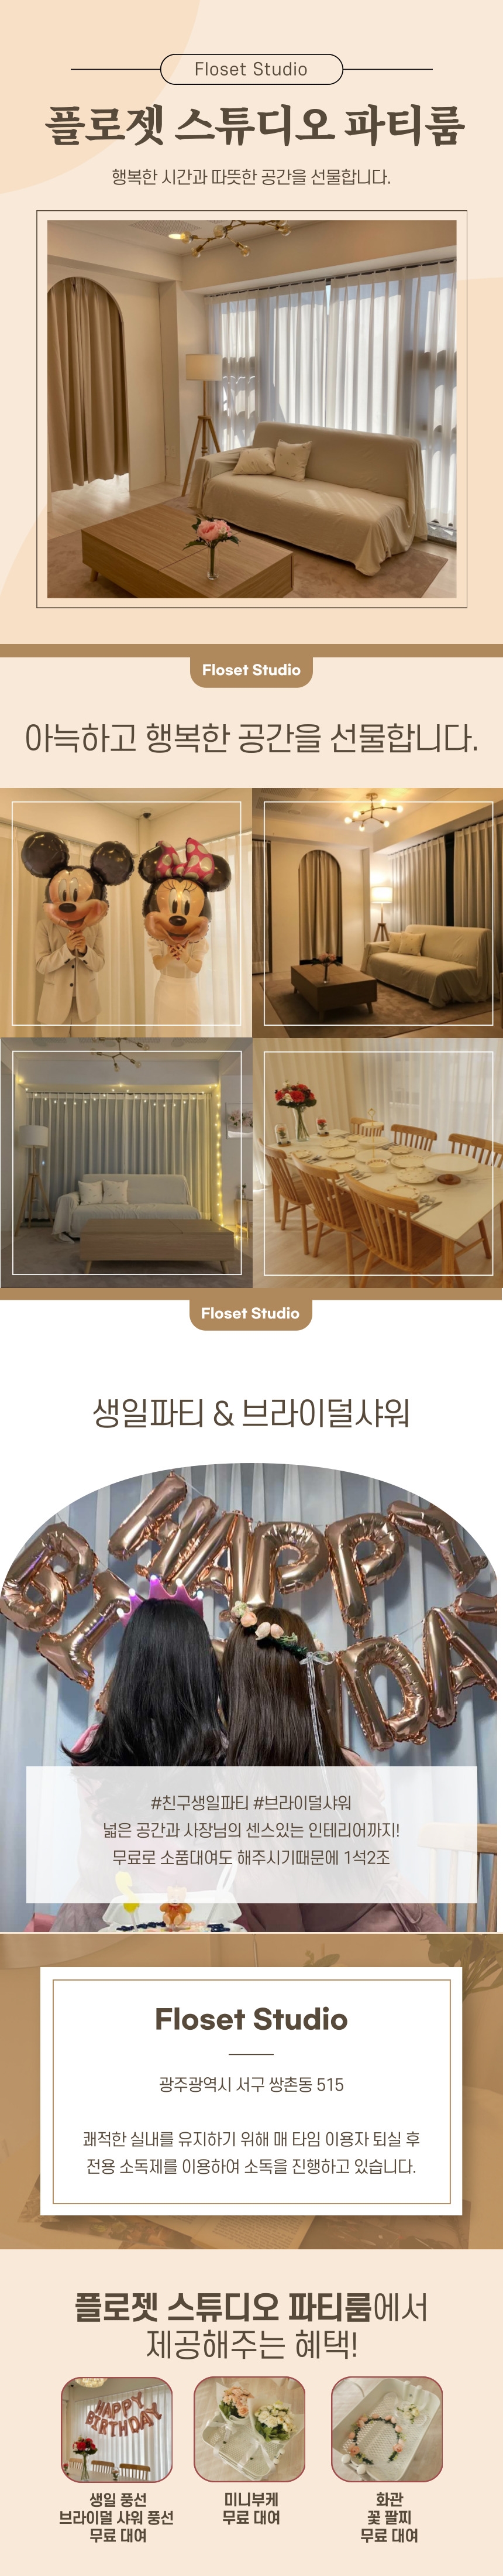 Floset Studio
플로젯 스튜디오 파티룸
행복한 시간과 따뜻한 공간을 선물합니다.
Floset Studio
아늑하고 행복한 공간을 선물합니다.
Floset Studio
생일파티 & 브라이덜샤워
#친구생일파티 #브라이덜샤워
넓은 공간과 사장님의 센스있는 인테리어까지!
무료로 소품대여도 해주시기때문에 1석2조
Floset Studio
광주광역시 서구 쌍촌동 515
쾌적한 실내를 유지하기 위해 매 타임 이용자 퇴실 후
전용 소독제를 이용하여 소독을 진행하고 있습니다.
플로젯 스튜디오 파티룸에서
제공해주는 혜택!
HAPPY
BIRTHDAY
생일 풍선
브라이덜 샤워 풍선
무료 대여
미니부케
무료 대여
화관
꽃 팔찌
무료 대여